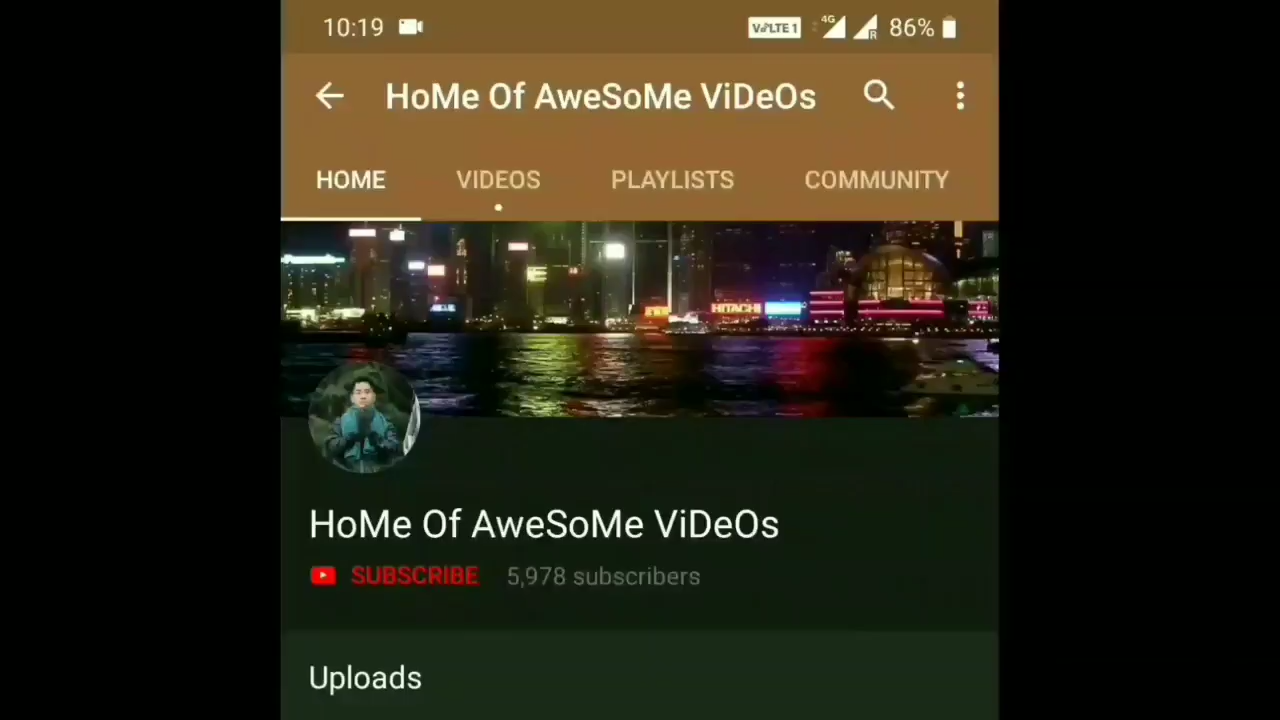 10:19 VoLTE 1 4G R 86%
HoMe Of AweSoMe ViDeOs
HOME VIDEOS PLAYLISTS COMMUNITY
HITACHI
HoMe Of AweSoMe ViDeOs
SUBSCRIBE 5,978 subscribers
Uploads